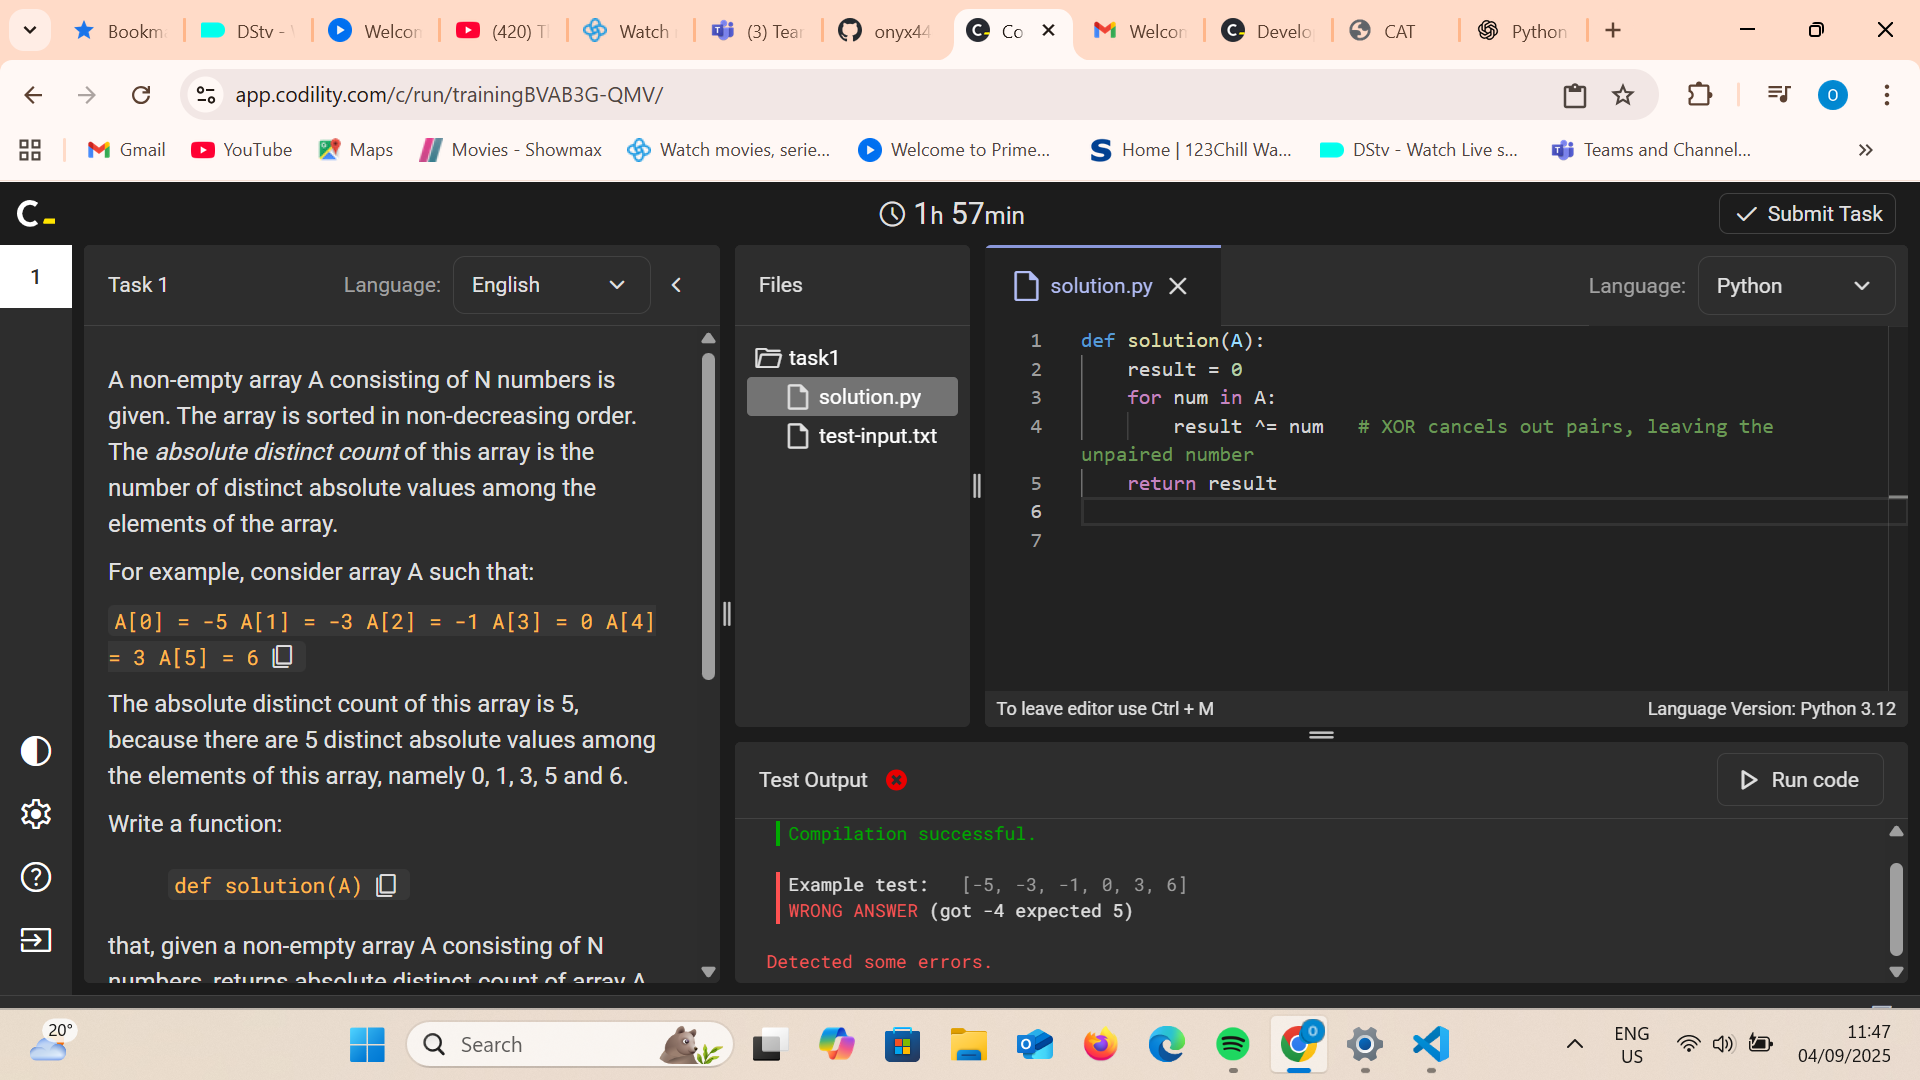 Bookm
DStv -
Welcon
(420) Ti
Watch
(3) Tear
onyx44
Co
Welcon
Develo
CAT
Python
app.codility.com/c/run/trainingBVAB3G-QMV/
O
Gmail
YouTube
Maps
Movies - Showmax
Watch movies, serie...
Welcome to Prime...
Home | 123Chill Wa...
DStv - Watch Live s...
Teams and Channel...
1h 57min
Submit Task
1
Task 1
Language:
English
A non-empty array A consisting of N numbers is
given. The array is sorted in non-decreasing order.
The absolute distinct count of this array is the
number of distinct absolute values among the
elements of the array.
For example, consider array A such that:
A[0] = -5 A[1] = -3 A[2] = -1 A[3] = 0 A[4]
= 3 A[5] = 6
The absolute distinct count of this array is 5,
because there are 5 distinct absolute values among
the elements of this array, namely 0, 1, 3, 5 and 6.
Write a function:
def solution(A)
that, given a non-empty array A consisting of N
numbers, returns absolute distinct count of array A
Files
task1
solution.py
test-input.txt
solution.py
Language:
Python
1 def solution(A):
2 result = 0
3 for num in A:
4 result ^= num # XOR cancels out pairs, leaving the
unpaired number
5 return result
6
7
To leave editor use Ctrl + M
Language Version: Python 3.12
Test Output
Run code
Compilation successful.
Example test: [-5, -3, -1, 0, 3, 6]
WRONG ANSWER (got -4 expected 5)
Detected some errors.
20°
Search
ENG
US
11:47
04/09/2025